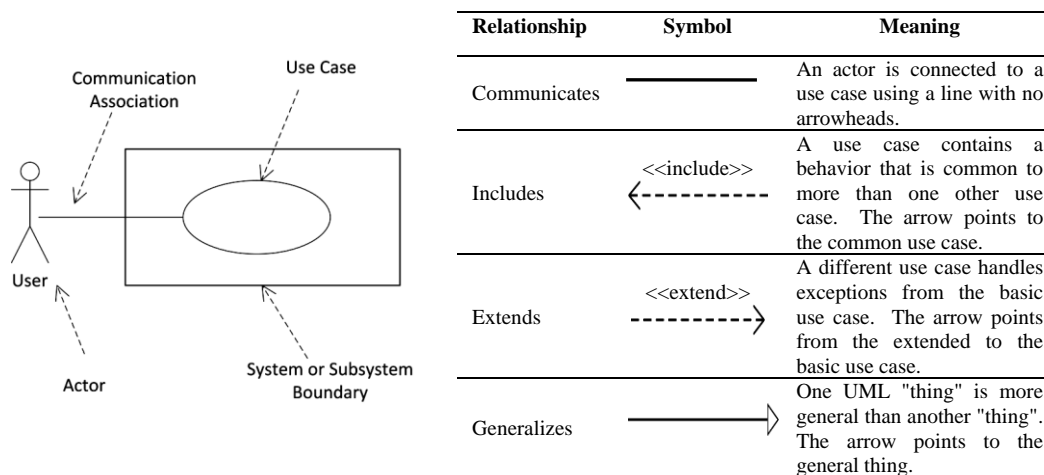 Communication
Association
Use Case
User
Actor
System or Subsystem
Boundary
Relationship Symbol Meaning
Communicates
An actor is connected to a
use case using a line with no
arrowheads.
Includes
<<include>>
A use case contains a
behavior that is common to
more than one other use
case. The arrow points to
the common use case.
Extends
<<extend>>
A different use case handles
exceptions from the basic
use case. The arrow points
from the extended to the
basic use case.
Generalizes
One UML "thing" is more
general than another "thing".
The arrow points to the
general thing.